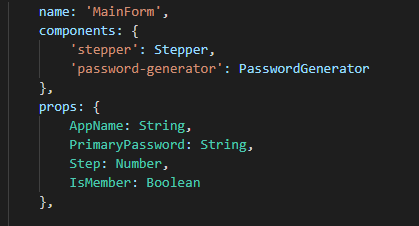 name: 'MainForm',
components: {
'stepper': Stepper,
'password-generator': PasswordGenerator
},
props: {
AppName: String,
PrimaryPassword: String,
Step: Number,
IsMember: Boolean
},